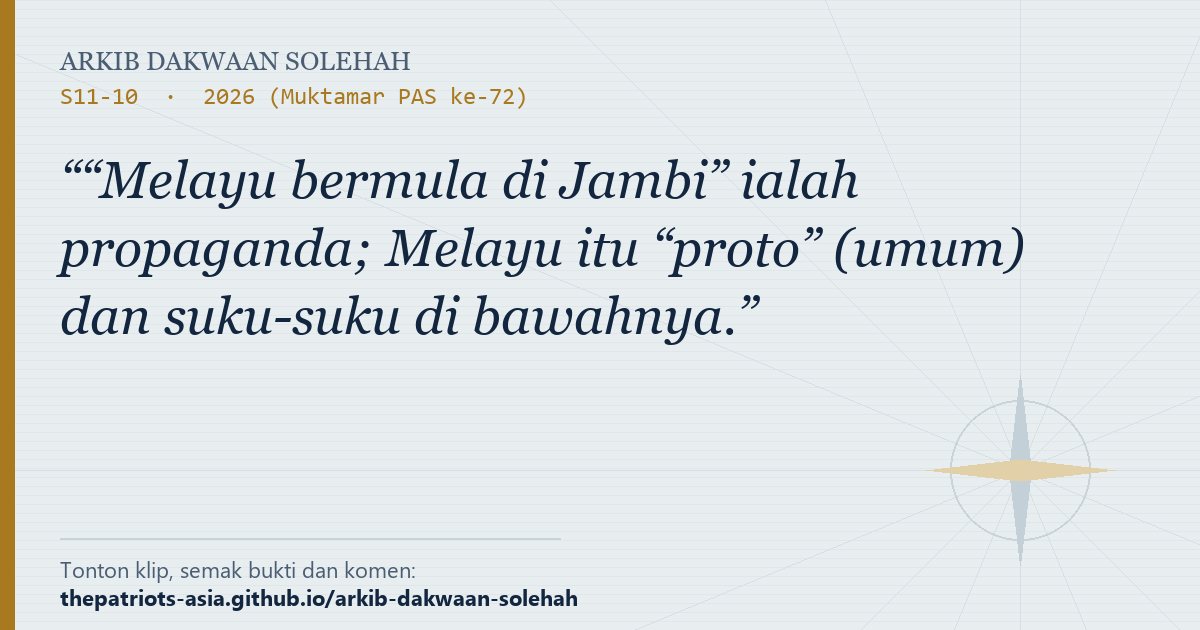 ARKIB DAKWAAN SOLEHAH
S11-10 · 2026 (Muktamar PAS ke-72)
““Melayu bermula di Jambi” ialah
propaganda; Melayu itu “proto” (umum)
dan suku-suku di bawahnya.”
Tonton klip, semak bukti dan komen:
thepatriots-asia.github.io/arkib-dakwaan-solehah